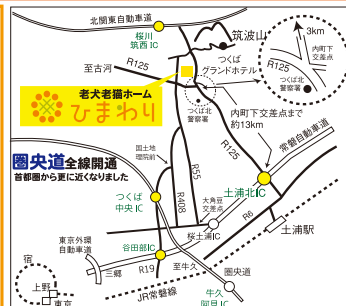 北関東自動車道
桜川
筑西IC
筑波山
3km
内町下
交差点
R125
つくば北
警察署
R125
つくば
グランドホテル
至古河
老犬老猫ホーム
ひまわり
つくば北
警察署
内町下交差点まで
約13km
圏央道全線開通
首都圏から更に近くなりました
国土地
理院前
R125
常磐自動車道
R55
R408
土浦北IC
つくば
中央IC
大角豆
交差点
R6
土浦駅
桜土浦IC
東京外環
自動車道
谷田部IC
三郷
R19
至牛久
圏央道
JR常磐線
牛久
阿見IC
宿
上野
東京